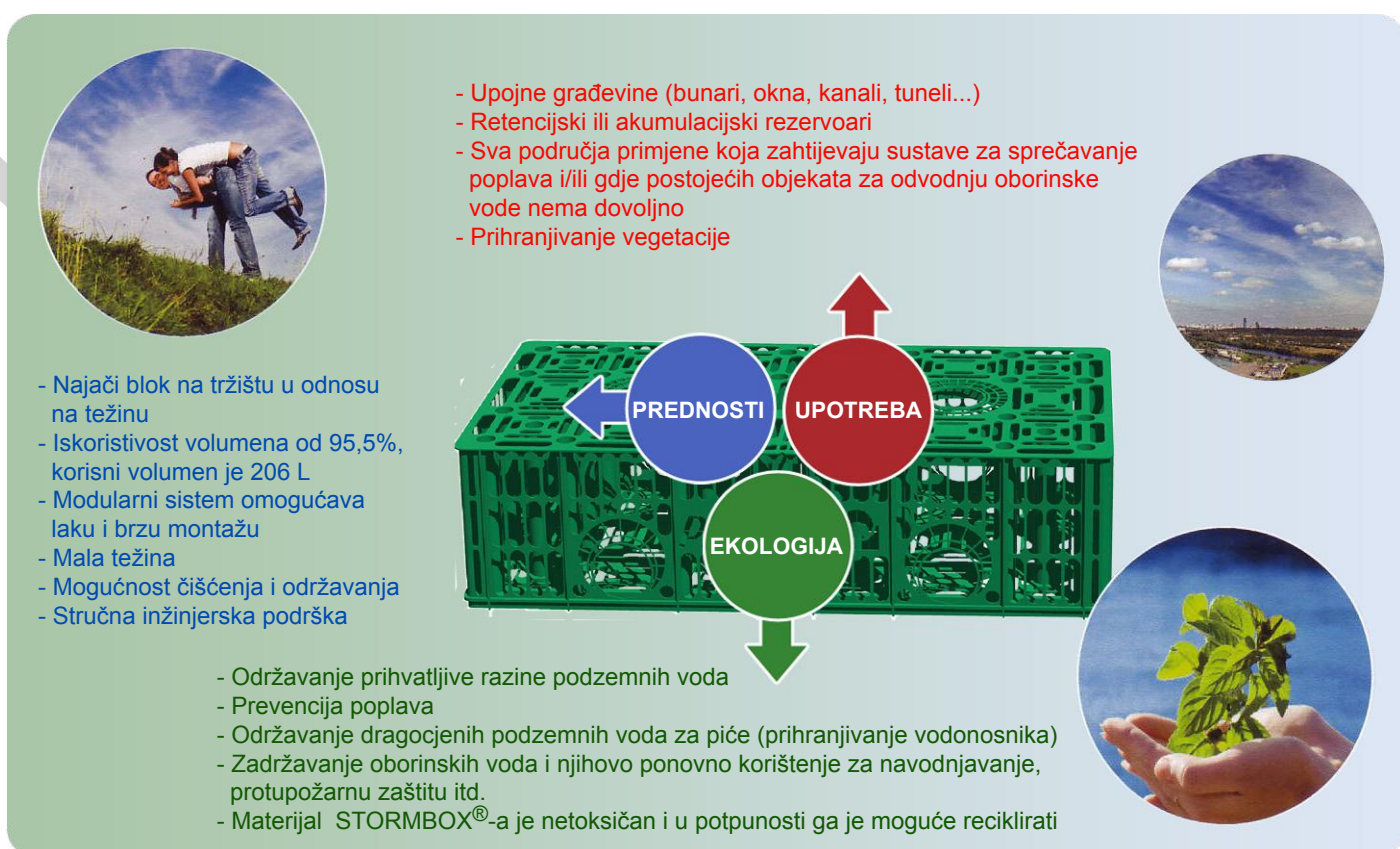 - Upojne građevine (bunari, okna, kanali, tuneli...)
- Retencijski ili akumulacijski rezervoari
- Sva područja primjene koja zahtijevaju sustave za sprečavanje
poplava i/ili gdje postojećih objekata za odvodnju oborinske
vode nema dovoljno
- Prihranjivanje vegetacije
PREDNOSTI
UPOTREBA
EKOLOGIJA
- Najači blok na tržištu u odnosu
na težinu
- Iskoristivost volumena od 95,5%,
korisni volumen je 206 L
- Modularni sistem omogućava
laku i brzu montažu
- Mala težina
- Mogućnost čišćenja i održavanja
- Stručna inžinjerska podrška
- Održavanje prihvatljive razine podzemnih voda
- Prevencija poplava
- Održavanje dragocjenih podzemnih voda za piće (prihranjivanje vodonosnika)
- Zadržavanje oborinskih voda i njihovo ponovno korištenje za navodnjavanje,
protupožarnu zaštitu itd.
- Materijal STORMBOX®-a je netoksičan i u potpunosti ga je moguće reciklirati